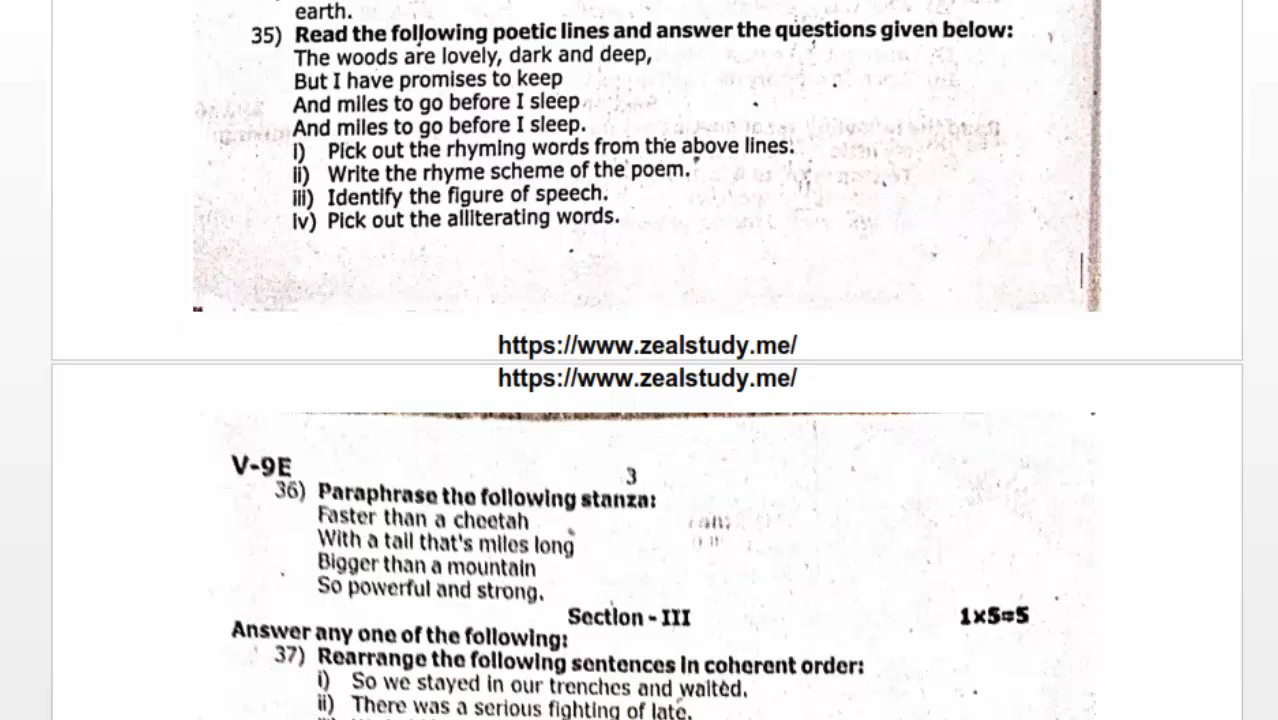 earth.
35) Read the following poetic lines and answer the questions given below:
The woods are lovely, dark and deep,
But I have promises to keep
And miles to go before I sleep
And miles to go before I sleep.
i) Pick out the rhyming words from the above lines.
ii) Write the rhyme scheme of the poem.
iii) Identify the figure of speech.
iv) Pick out the alliterating words.
https://www.zealstudy.me/
https://www.zealstudy.me/
V-9E
3
36) Paraphrase the following stanza:
Faster than a cheetah
With a tail that's miles long
Bigger than a mountain
So powerful and strong.
Section - III 1x5=5
Answer any one of the following:
37) Rearrange the following sentences in coherent order:
i) So we stayed in our trenches and waited.
ii) There was a serious fighting of late.